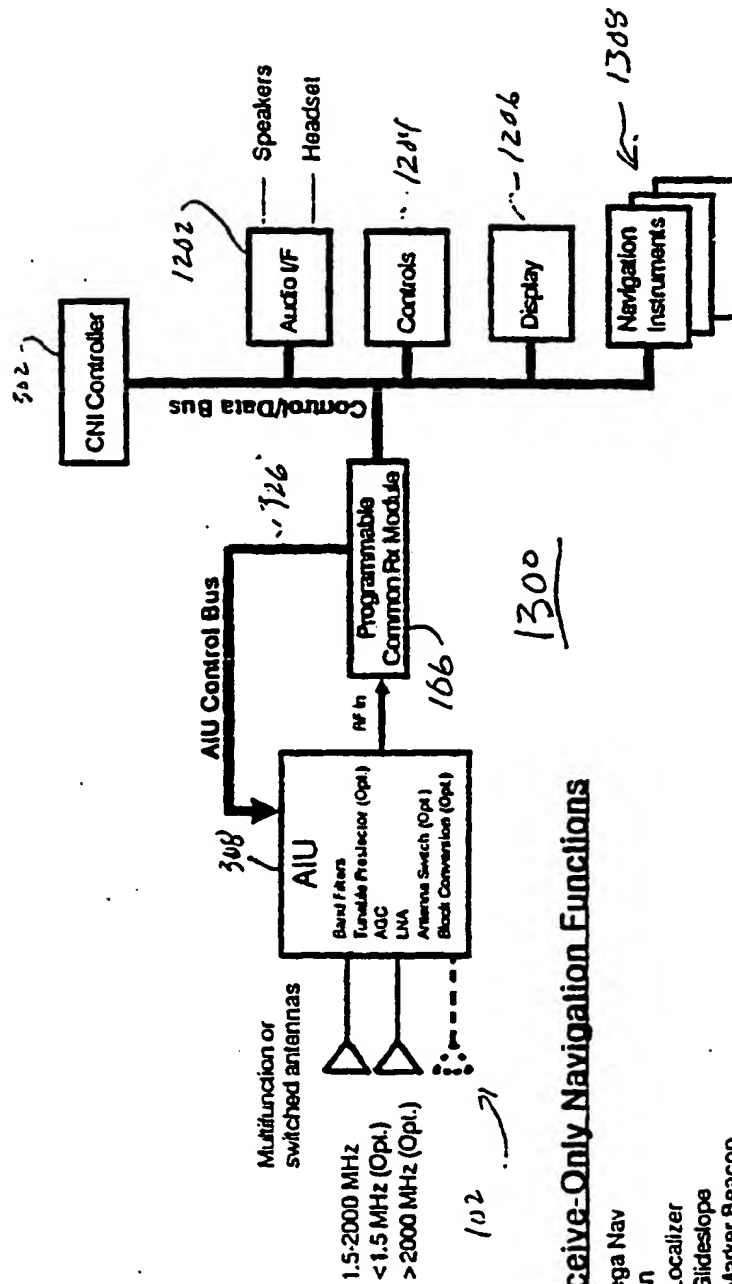 302
CNI Controller
1202
Audio I/F
Speakers
Headset
Control/Data Bus
Controls
1204
Display
1206
Navigation
Instruments
1308
AIU Control Bus
326
Programmable
Common Rx Module
166
RF In
308
AIU
Band Filters
Tunable Preslector (Opt.)
AGC
LNA
Antenna Switch (Opt)
Block Conversion (Opt)
Multifunction or
switched antennas
1.5-2000 MHz
<1.5 MHz (Opt.)
>2000 MHz (Opt.)
102
1300
ceive-Only Navigation Functions
ega Nav
n
ocalizer
Glideslope
Marker Beacon